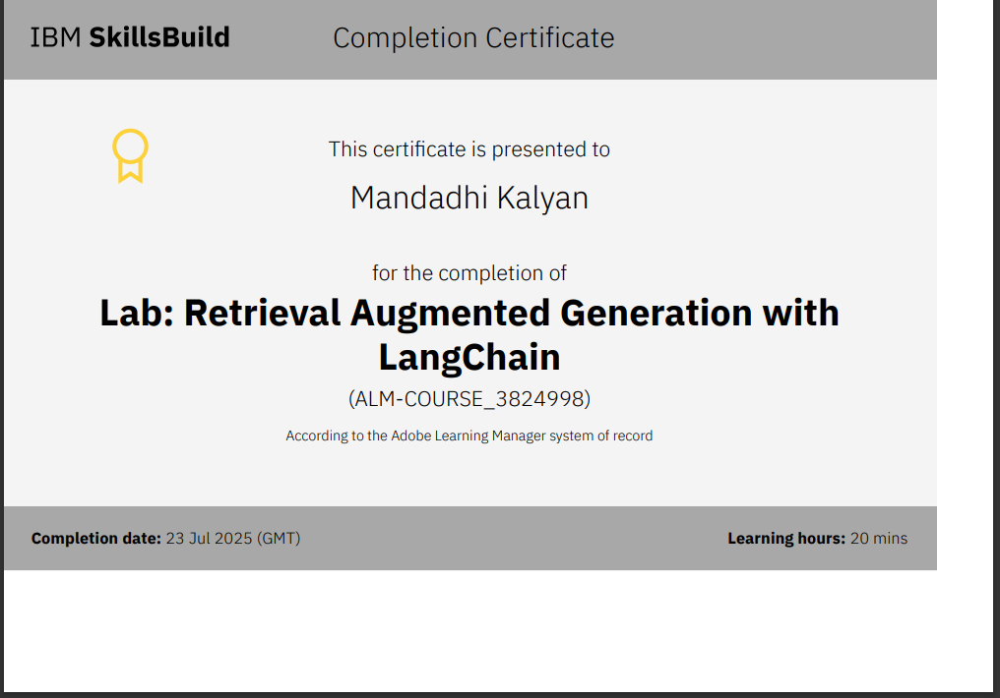 IBM SkillsBuild
Completion Certificate
This certificate is presented to
Mandadhi Kalyan
for the completion of
Lab: Retrieval Augmented Generation with
LangChain
(ALM-COURSE_3824998)
According to the Adobe Learning Manager system of record
Completion date: 23 Jul 2025 (GMT)
Learning hours: 20 mins